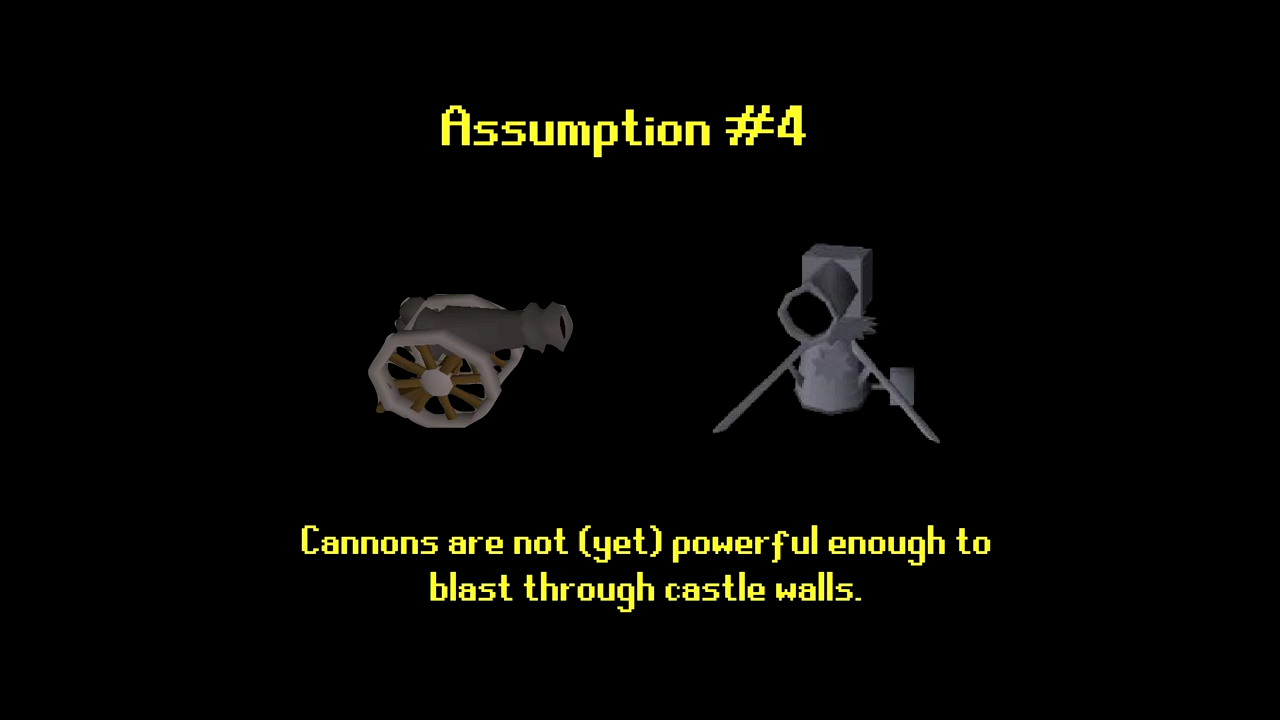 Assumption #4
Cannons are not (yet) powerful enough to
blast through castle walls.